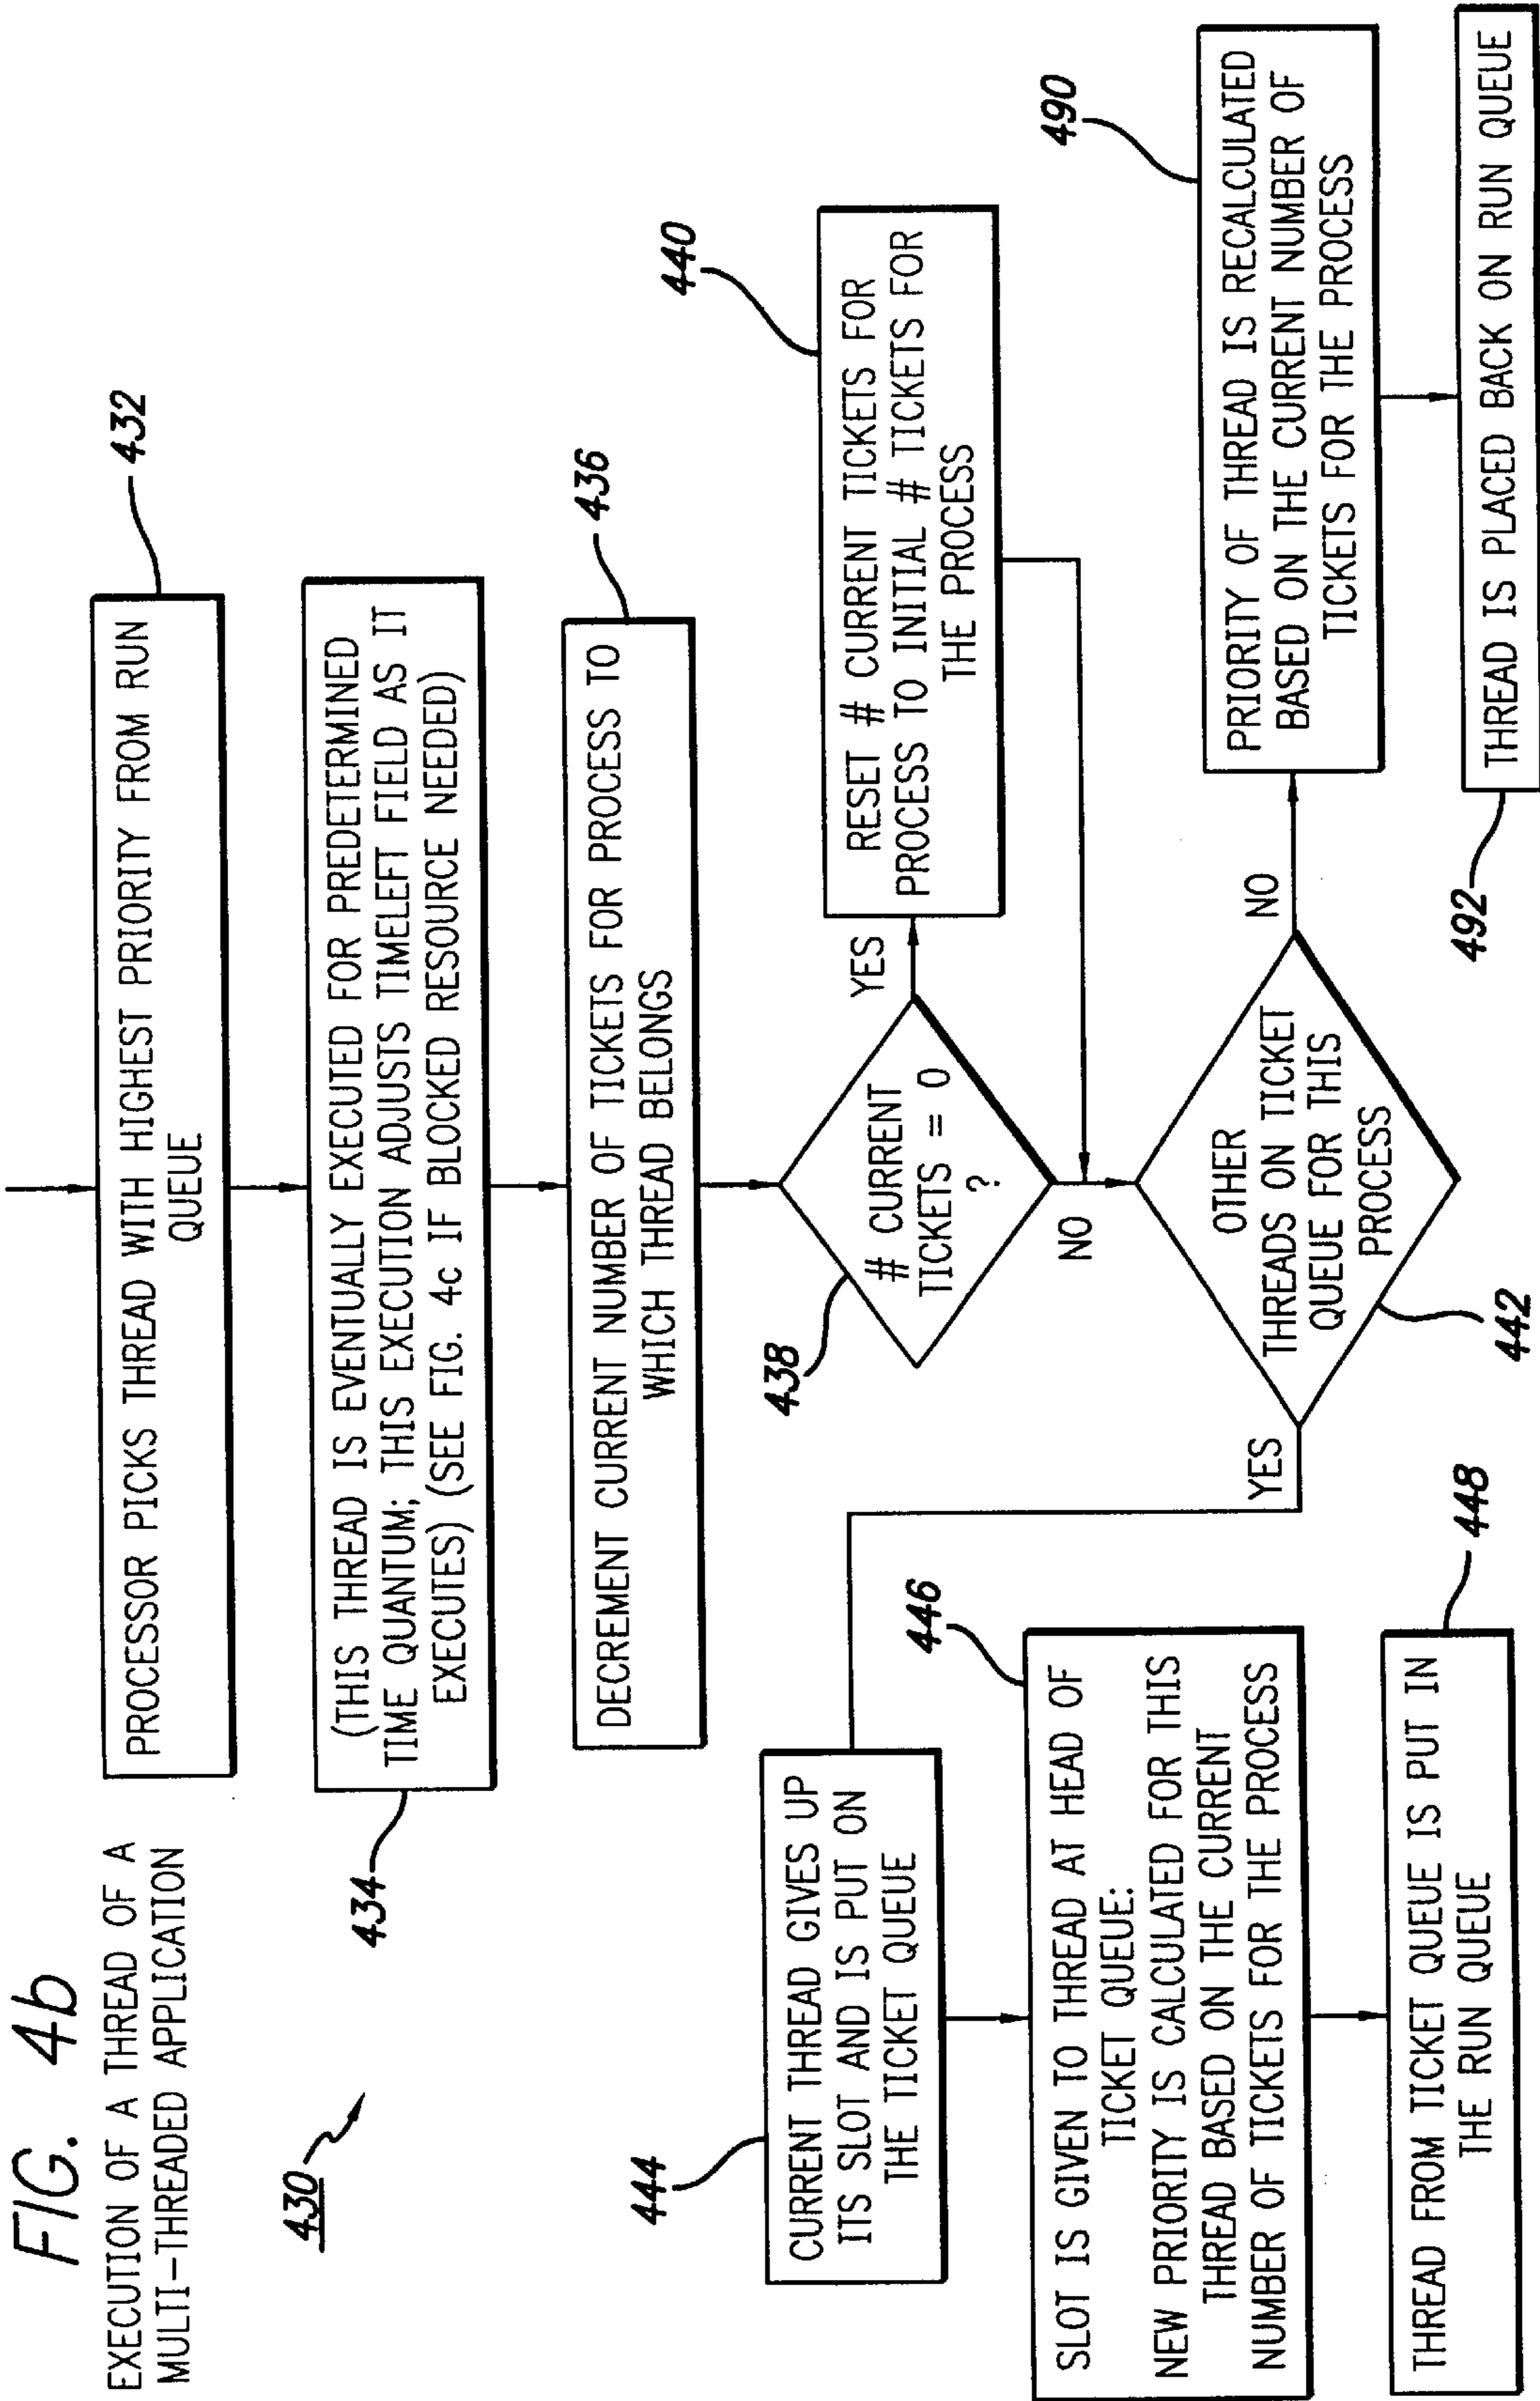 FIG. 4b
EXECUTION OF A THREAD OF A
MULTI-THREADED APPLICATION
430
432
PROCESSOR PICKS THREAD WITH HIGHEST PRIORITY FROM RUN
QUEUE
434
(THIS THREAD IS EVENTUALLY EXECUTED FOR PREDETERMINED
TIME QUANTUM; THIS EXECUTION ADJUSTS TIMELEFT FIELD AS IT
EXECUTES) (SEE FIG. 4c IF BLOCKED RESOURCE NEEDED)
436
DECREMENT CURRENT NUMBER OF TICKETS FOR PROCESS TO
WHICH THREAD BELONGS
438
# CURRENT
TICKETS = 0
?
YES
NO
440
RESET # CURRENT TICKETS FOR
PROCESS TO INITIAL # TICKETS FOR
THE PROCESS
442
OTHER
THREADS ON TICKET
QUEUE FOR THIS
PROCESS
YES
NO
444
CURRENT THREAD GIVES UP
ITS SLOT AND IS PUT ON
THE TICKET QUEUE
446
SLOT IS GIVEN TO THREAD AT HEAD OF
TICKET QUEUE:
NEW PRIORITY IS CALCULATED FOR THIS
THREAD BASED ON THE CURRENT
NUMBER OF TICKETS FOR THE PROCESS
448
THREAD FROM TICKET QUEUE IS PUT IN
THE RUN QUEUE
490
PRIORITY OF THREAD IS RECALCULATED
BASED ON THE CURRENT NUMBER OF
TICKETS FOR THE PROCESS
492
THREAD IS PLACED BACK ON RUN QUEUE